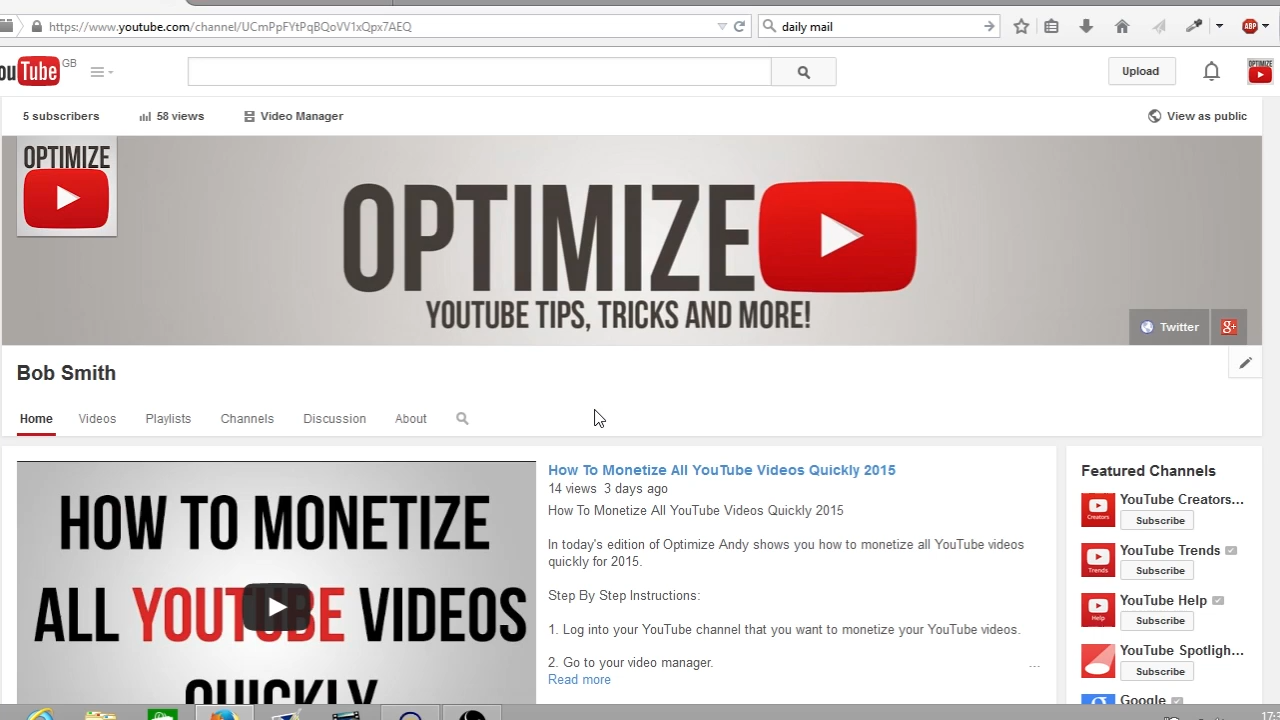 https://www.youtube.com/channel/UCmPpFYtPqBQoVV1xQpx7AEQ
daily mail
ABP
YouTube GB
Upload
OPTIMIZE
5 subscribers
58 views
Video Manager
View as public
OPTIMIZE
OPTIMIZE
YOUTUBE TIPS, TRICKS AND MORE!
Twitter
g+
Bob Smith
Home
Videos
Playlists
Channels
Discussion
About
HOW TO MONETIZE
ALL YOUTUBE VIDEOS
QUICKLY
How To Monetize All YouTube Videos Quickly 2015
14 views 3 days ago
How To Monetize All YouTube Videos Quickly 2015
In today's edition of Optimize Andy shows you how to monetize all YouTube videos
quickly for 2015.
Step By Step Instructions:
1. Log into your YouTube channel that you want to monetize your YouTube videos.
2. Go to your video manager. ...
Read more
Featured Channels
Creators
YouTube Creators...
Subscribe
Trends
YouTube Trends
Subscribe
Help
YouTube Help
Subscribe
YouTube Spotligh...
Subscribe
Google